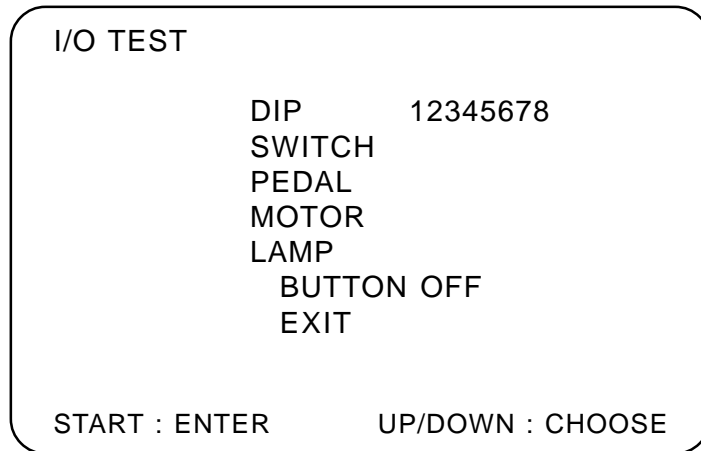 I/O TEST
DIP 12345678
SWITCH
PEDAL
MOTOR
LAMP
BUTTON OFF
EXIT
START : ENTER UP/DOWN : CHOOSE